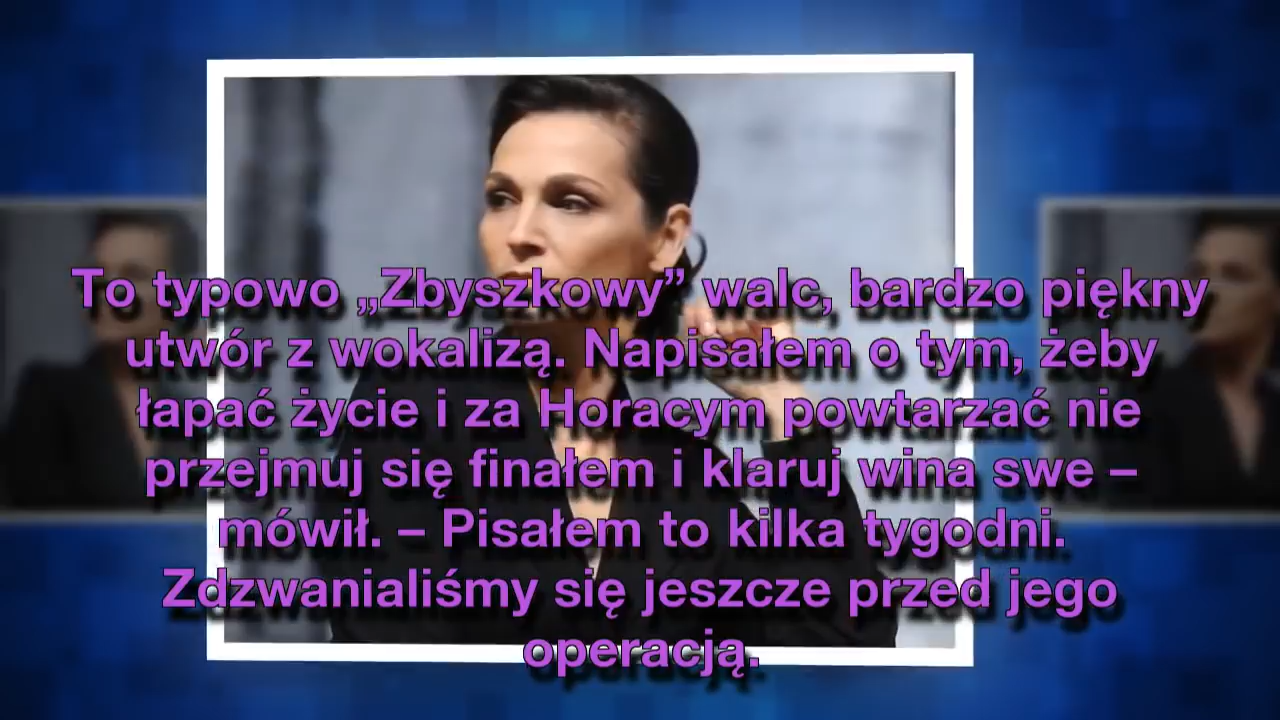 To typowo „Zbyszkowy” walc, bardzo piękny
utwór z wokalizą. Napisałem o tym, żeby
łapać życie i za Horacym powtarzać nie
przejmuj się finałem i klaruj wina swe –
mówił. – Pisałem to kilka tygodni.
Zdzwanialiśmy się jeszcze przed jego
operacją.